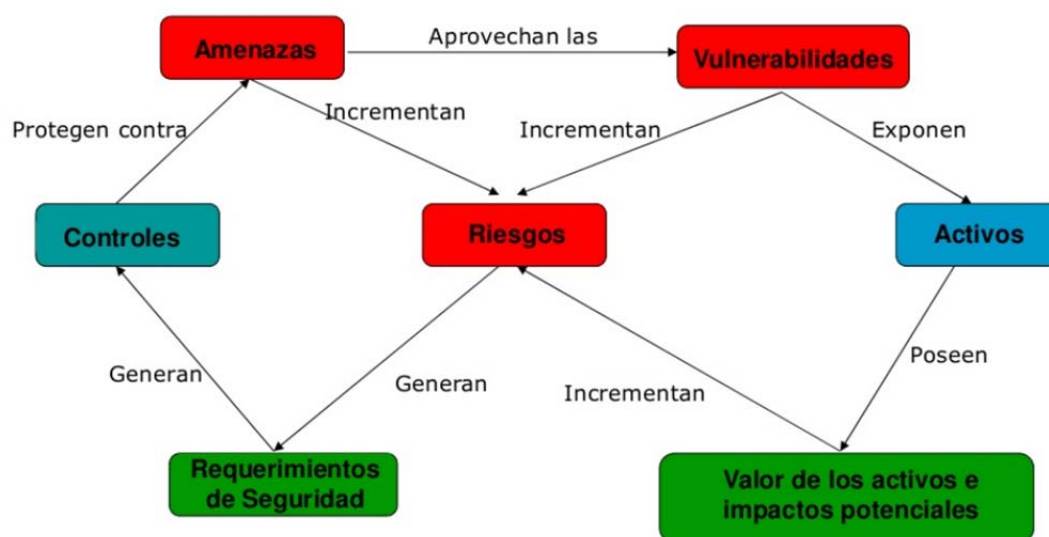 Amenazas
Aprovechan las
Vulnerabilidades
Protegen contra
Incrementan
Incrementan
Exponen
Controles
Riesgos
Activos
Generan
Generan
Incrementan
Poseen
Requerimientos
de Seguridad
Valor de los activos e
impactos potenciales